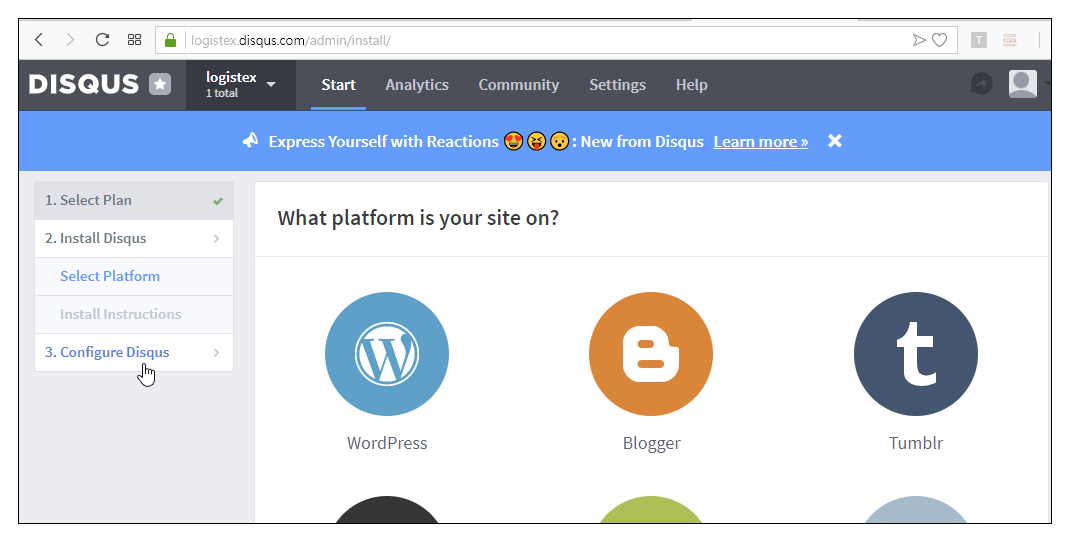 logistex.disqus.com/admin/install/
T
DISQUS
logistex
1 total
Start
Analytics
Community
Settings
Help
Express Yourself with Reactions 😍😝😯: New from Disqus Learn more »
1. Select Plan
2. Install Disqus
Select Platform
Install Instructions
3. Configure Disqus
What platform is your site on?
WordPress
Blogger
Tumblr